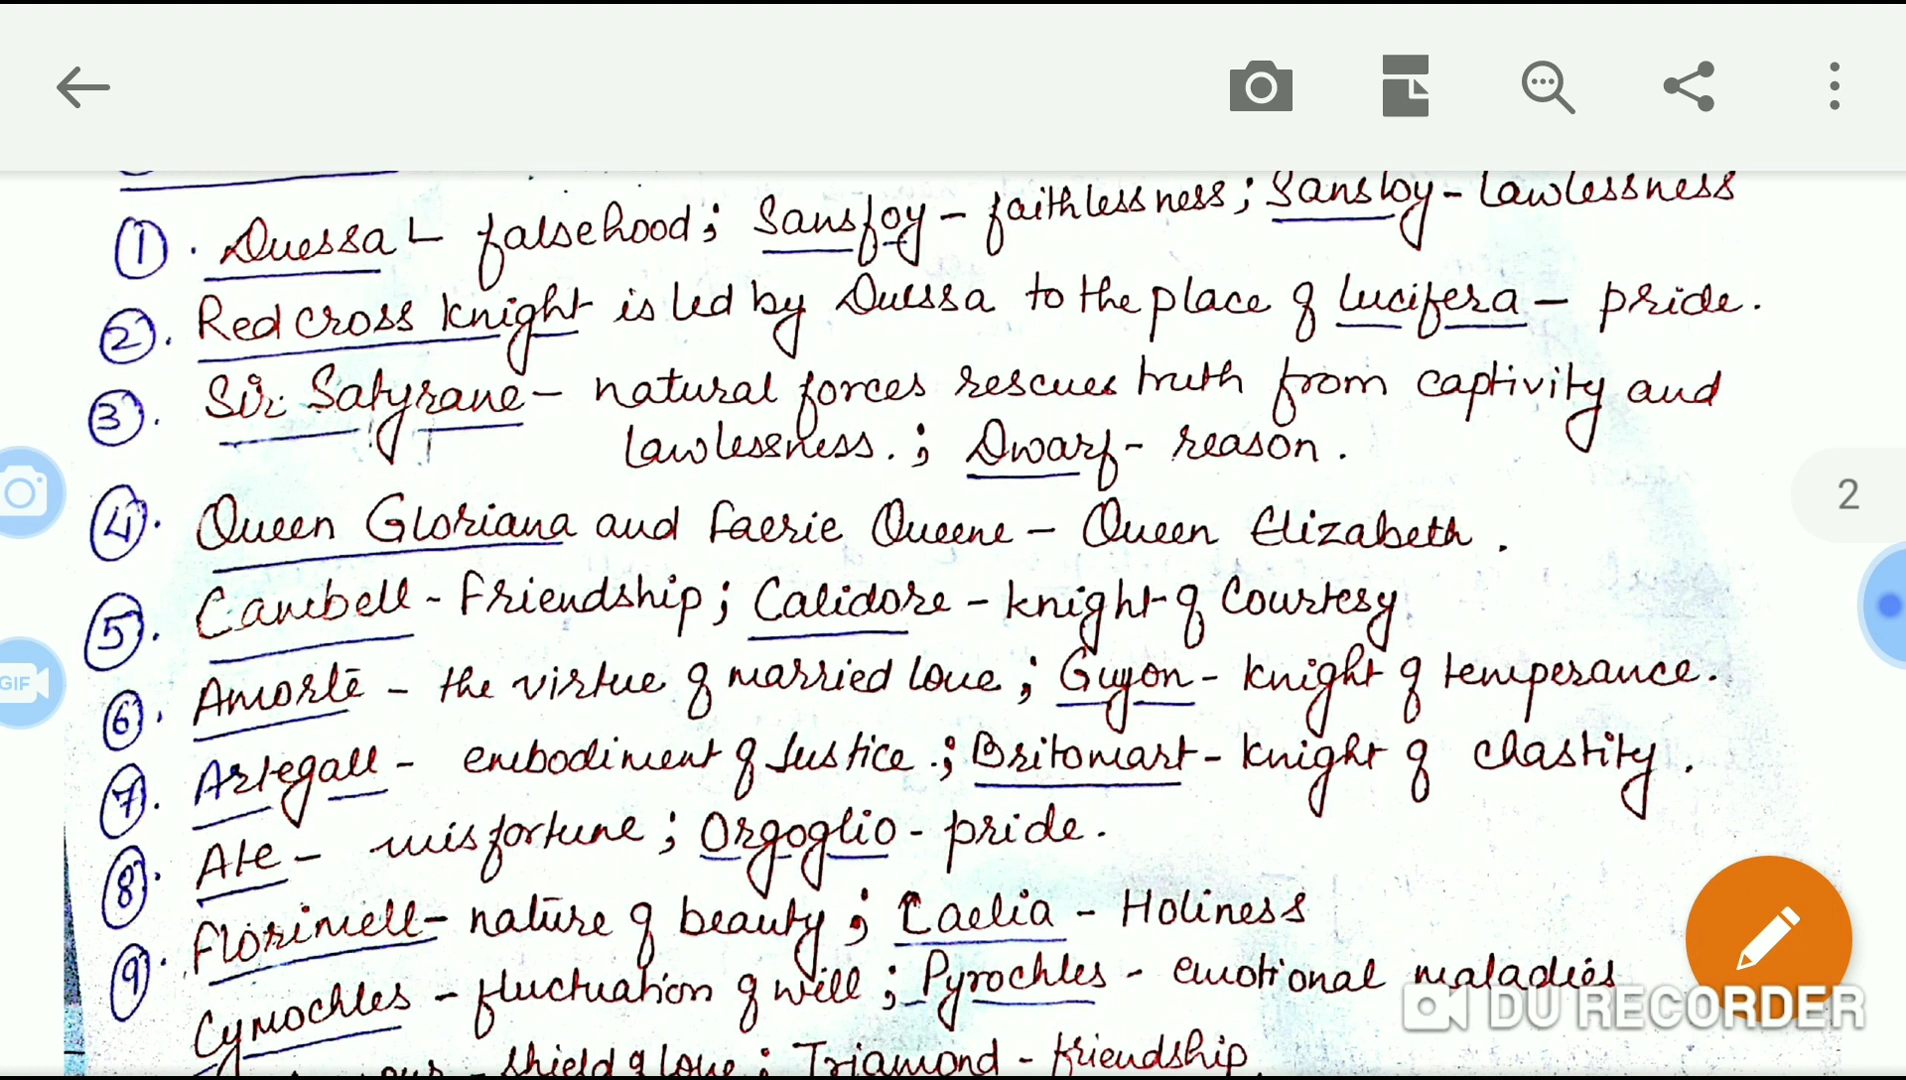 ① . Duessa - falsehood; Sansfoy - faithlessness; Sansloy - Lawlessness
②. Red cross knight is led by Duessa to the place of Lucifera - pride.
③. Sir Satyrane - natural forces rescues truth from captivity and
lawlessness. ; Dwarf - reason.
④. Queen Gloriana and Faerie Queene - Queen Elizabeth.
⑤. Cambell - Friendship; Calidore - knight of Courtesy
⑥. Amorte - the virtue of married love; Guyon - knight of temperance.
⑦. Artegall - embodiment of Justice.; Britomart - knight of chastity.
⑧. Ate - misfortune; Orgoglio - pride.
⑨. Florimell - nature of beauty; Caelia - Holiness
Cymochles - fluctuation of will; Pyrochles - emotional maladies
- shield of love; Triamond - friendship
2
GIF
DU RECORDER